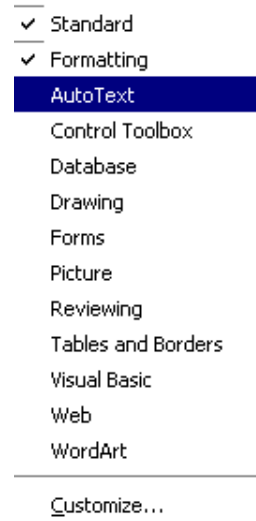 Standard
Formatting
AutoText
Control Toolbox
Database
Drawing
Forms
Picture
Reviewing
Tables and Borders
Visual Basic
Web
WordArt
Customize...